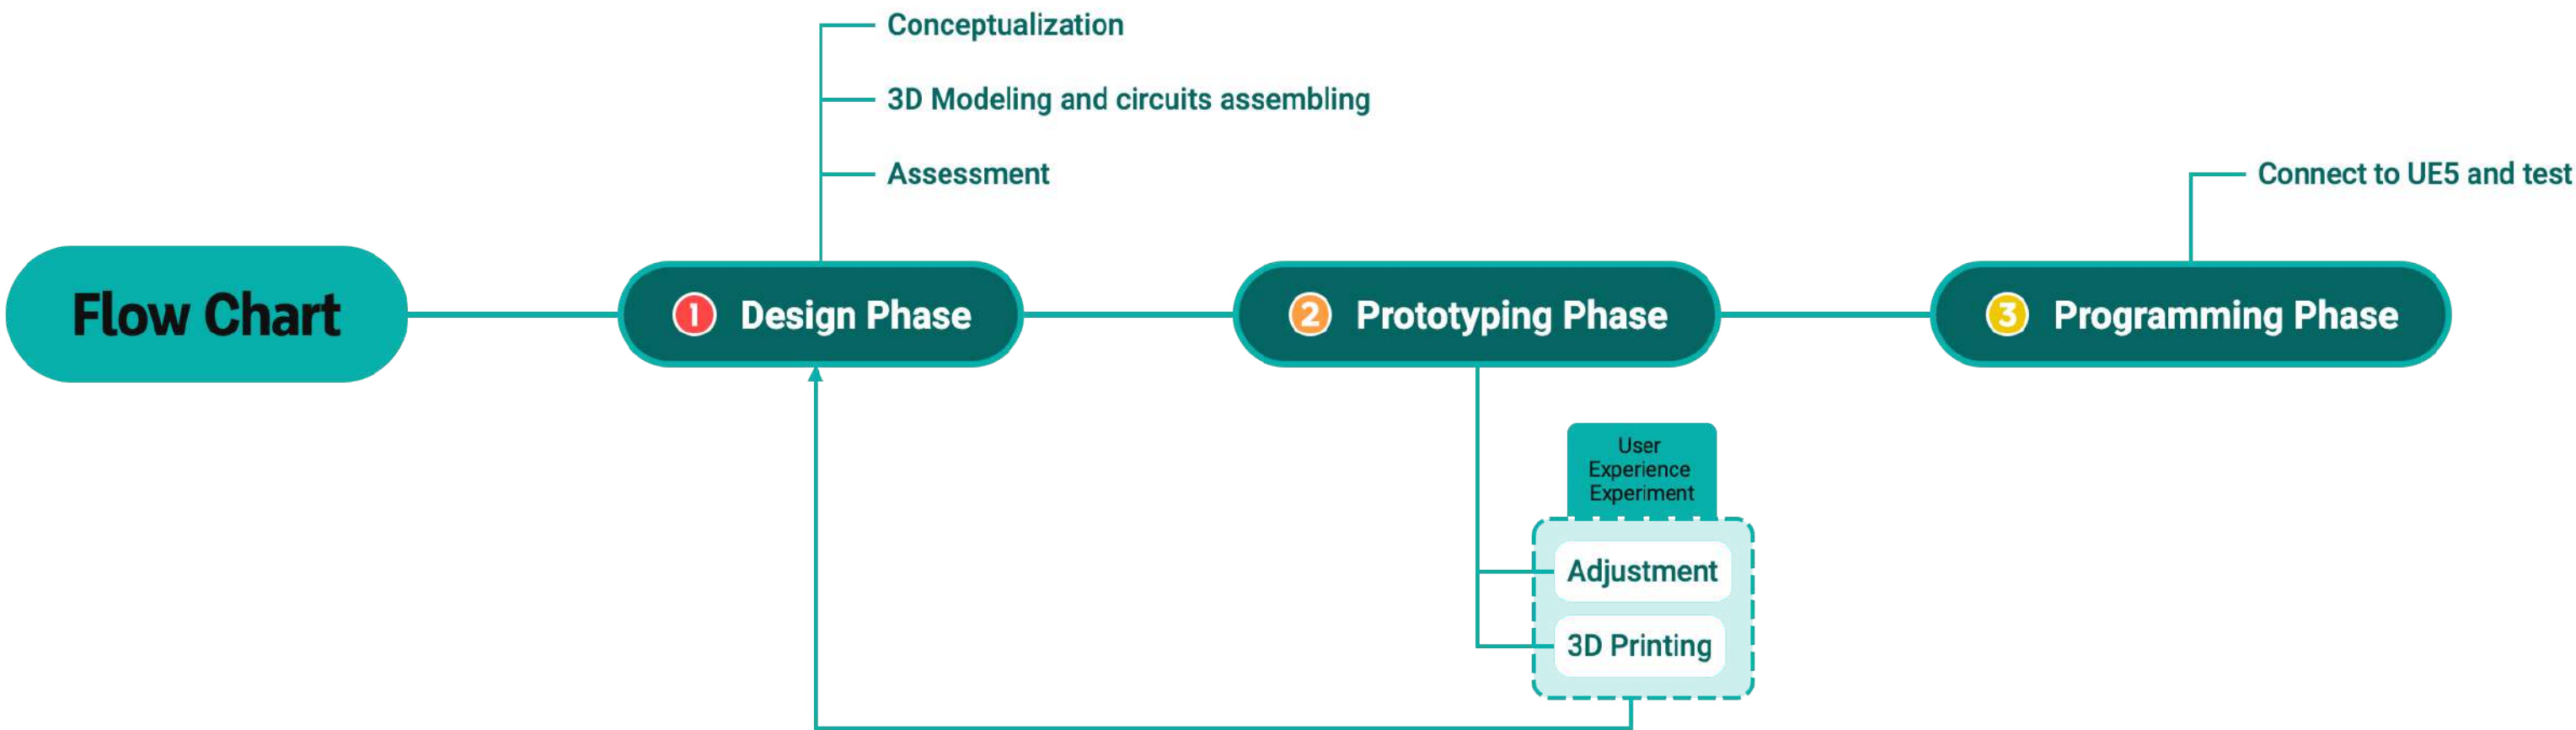 Conceptualization
3D Modeling and circuits assembling
Assessment
Connect to UE5 and test
Flow Chart
1 Design Phase
2 Prototyping Phase
3 Programming Phase
User
Experience
Experiment
Adjustment
3D Printing